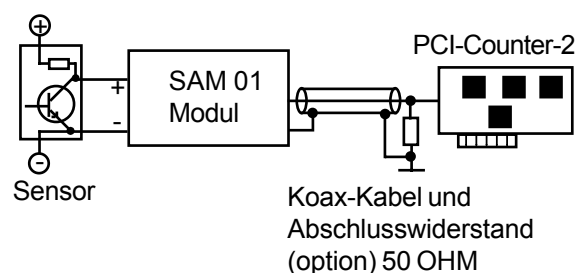 PCI-Counter-2
SAM 01
Modul
+
-
Sensor
Koax-Kabel und
Abschlusswiderstand
(option) 50 OHM